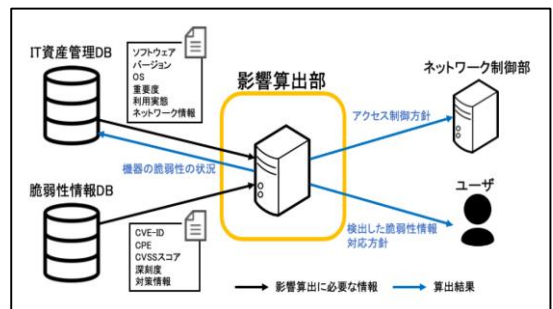 IT資産管理DB
ソフトウェア
バージョン
OS
重要度
利用実態
ネットワーク情報
影響算出部
ネットワーク制御部
アクセス制御方針
機器の脆弱性の状況
脆弱性情報DB
ユーザ
検出した脆弱性情報
対応方針
CVE-ID
CPE
CVSSスコア
深刻度
対策情報
影響算出に必要な情報
算出結果